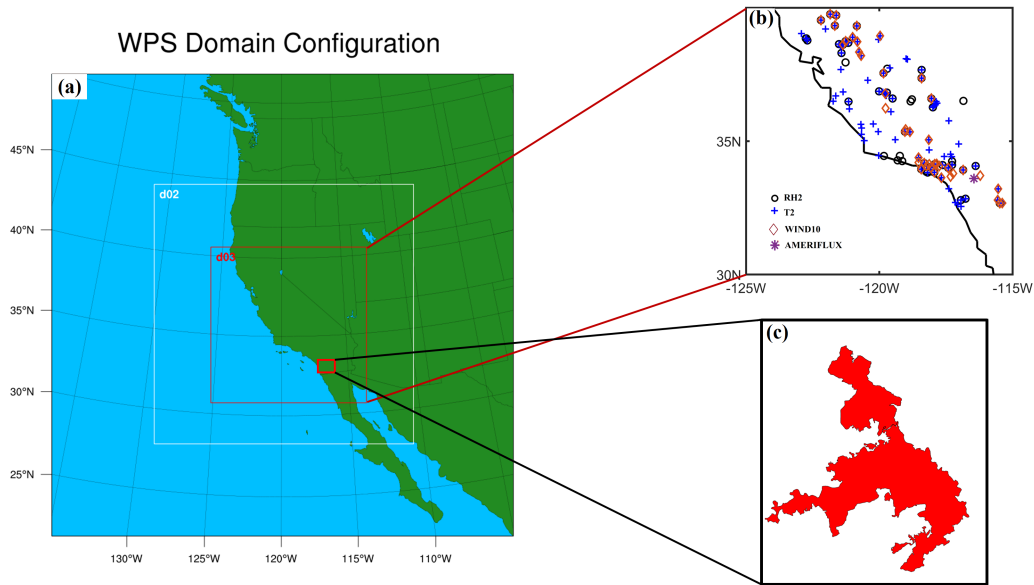 WPS Domain Configuration
(a)
d02
d03
45°N
40°N
35°N
30°N
25°N
130°W
125°W
120°W
115°W
110°W
(b)
35N
30N
RH2
T2
WIND10
AMERIFLUX
-125W
-120W
-115W
(c)